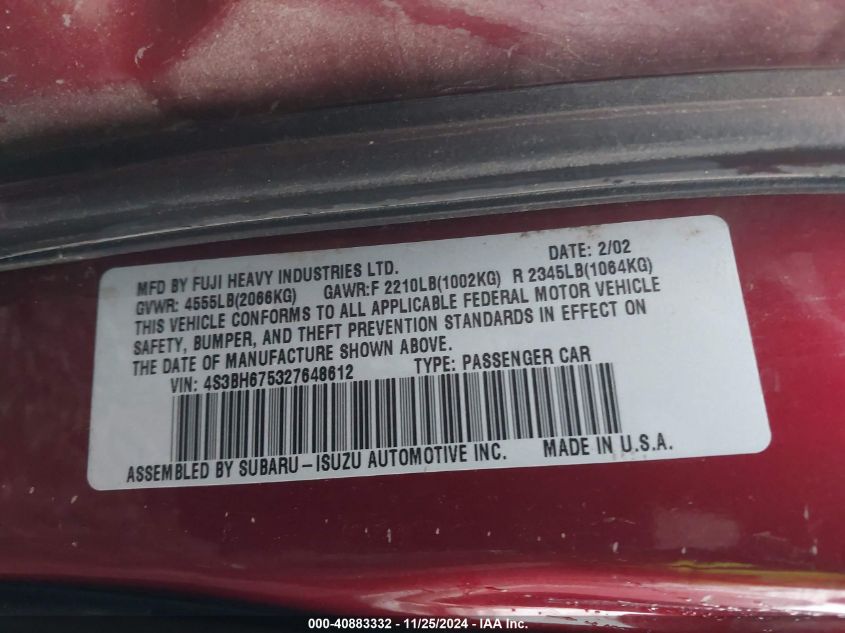 MFD BY FUJI HEAVY INDUSTRIES LTD. DATE: 2/02
GVWR: 4555LB(2066KG) GAWR:F 2210LB(1002KG) R 2345LB(1064KG)
THIS VEHICLE CONFORMS TO ALL APPLICABLE FEDERAL MOTOR VEHICLE
SAFETY, BUMPER, AND THEFT PREVENTION STANDARDS IN EFFECT ON
THE DATE OF MANUFACTURE SHOWN ABOVE.
VIN: 4S3BH675327648612 TYPE: PASSENGER CAR
ASSEMBLED BY SUBARU-ISUZU AUTOMOTIVE INC. MADE IN U.S.A.
000-40883332 - 11/25/2024 - IAA Inc.